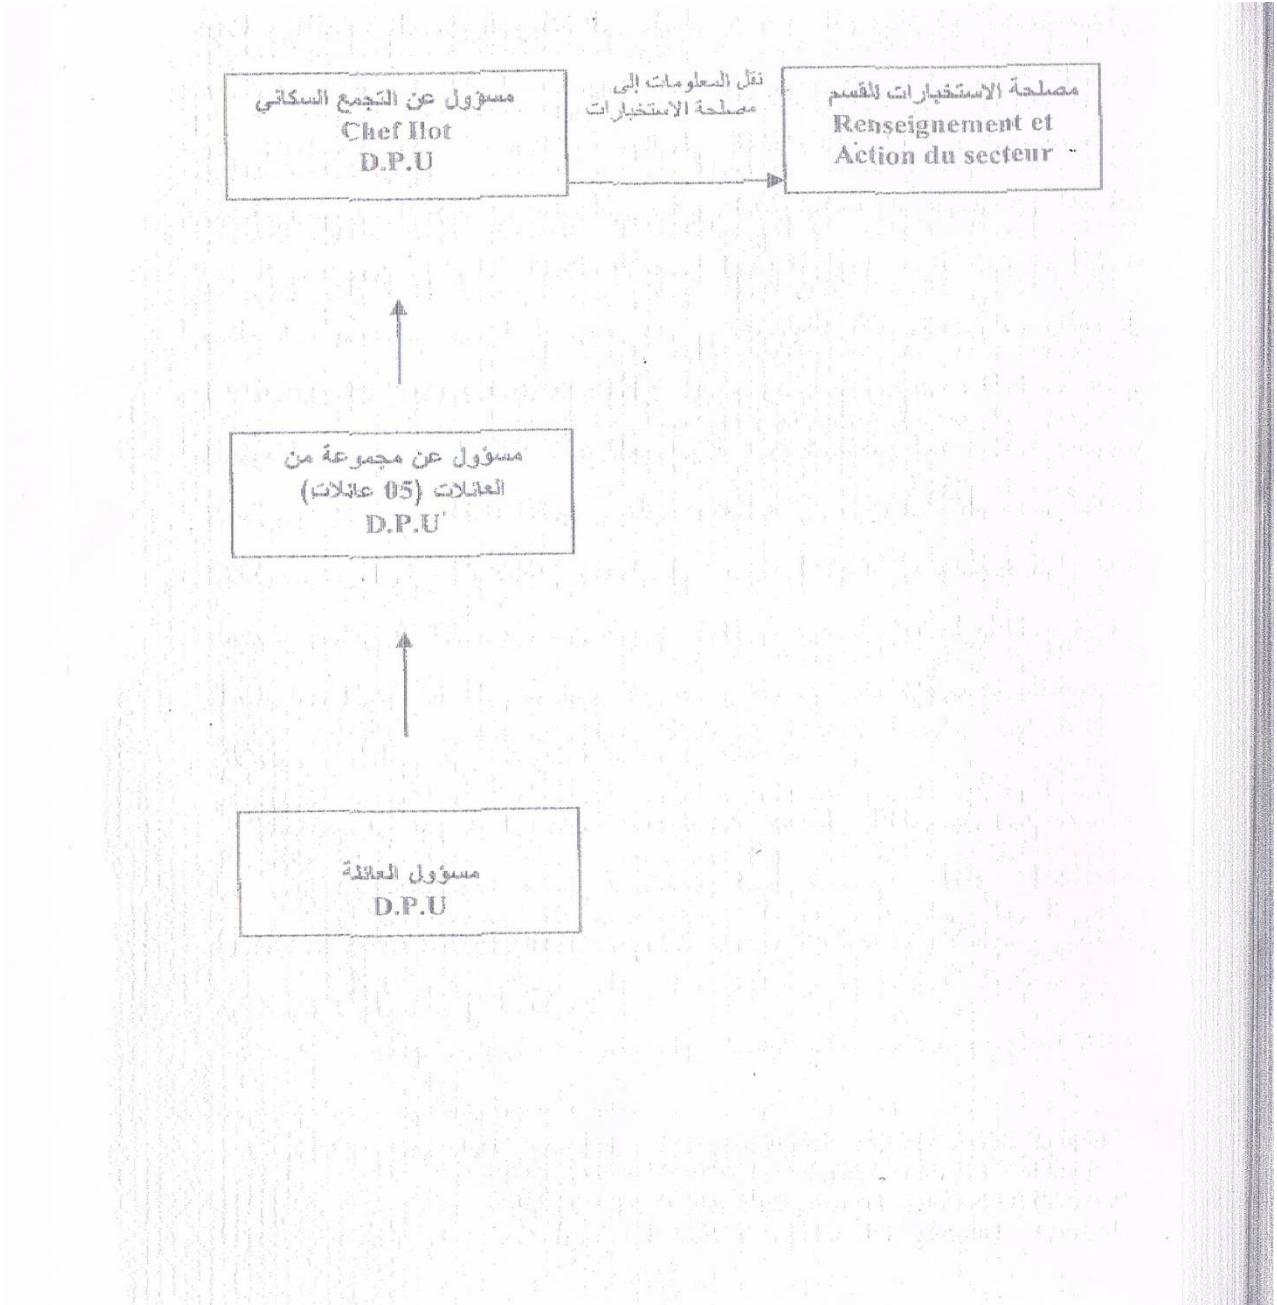 مسؤول عن التجمع السكاني
Chef Ilot
D.P.U
نقل المعلومات إلى
مصلحة الاستخبارات
مصلحة الاستخبارات للقسم
Renseignement et
Action du secteur
مسؤول عن مجموعة من
العائلات (05 عائلات)
D.P.U
مسؤول العائلة
D.P.U